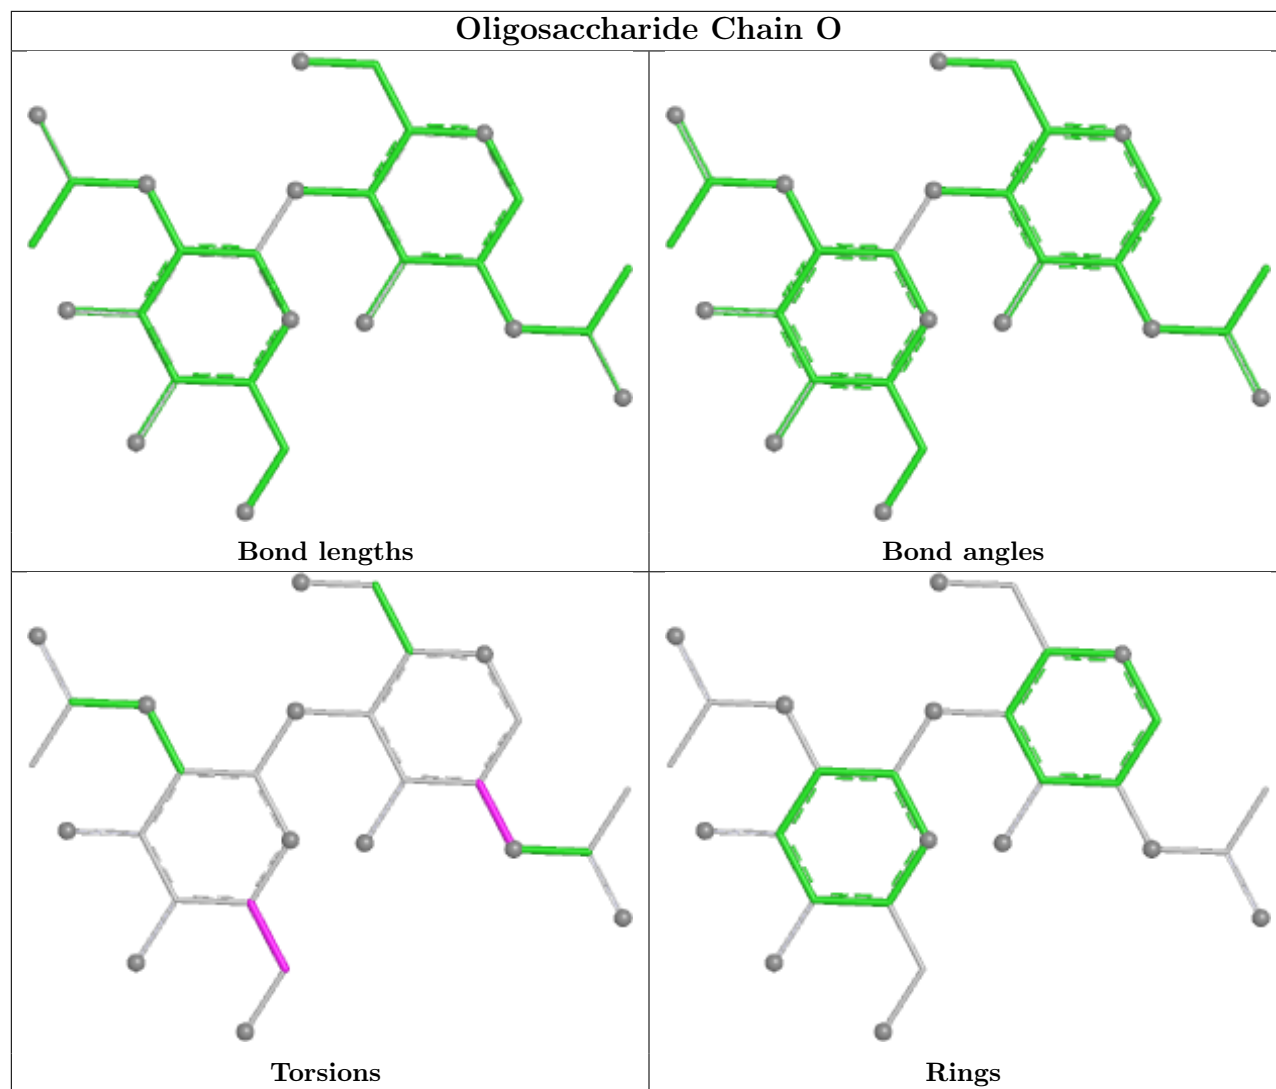 Oligosaccharide Chain O
Bond lengths
Bond angles
Torsions
Rings